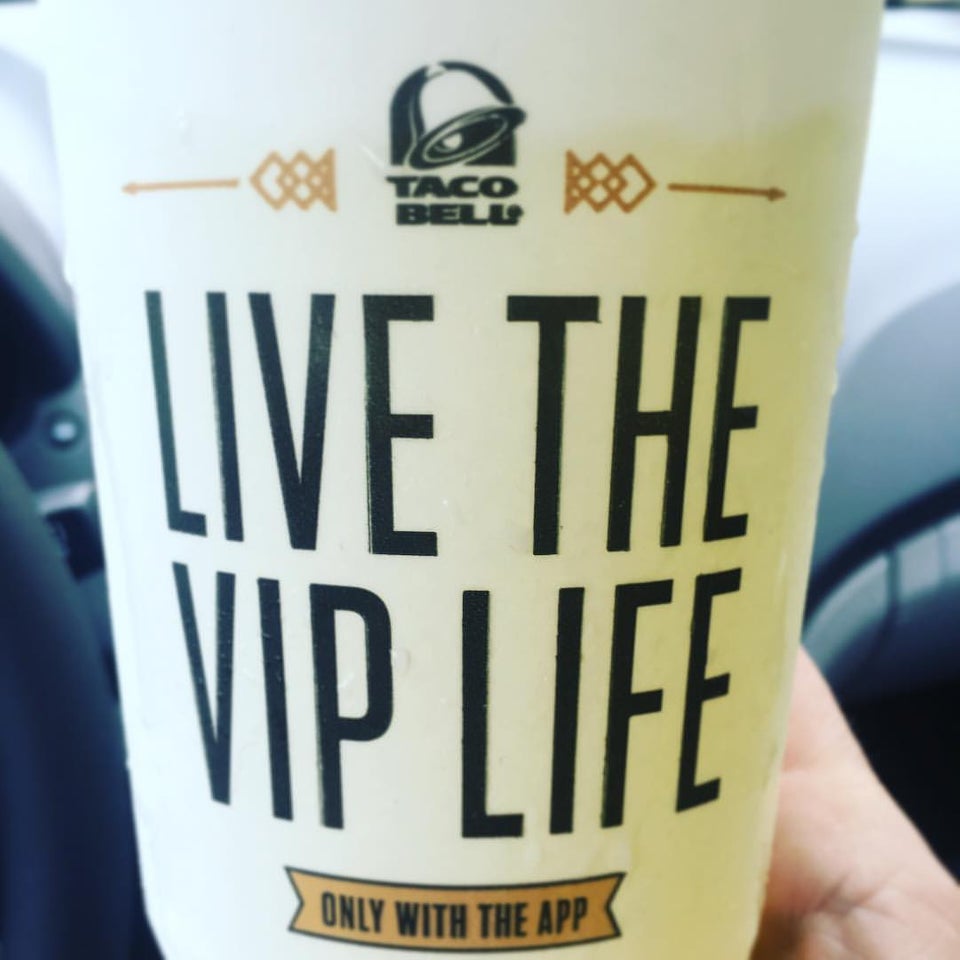 TACO
BELL
LIVE THE
VIP LIFE
ONLY WITH THE APP